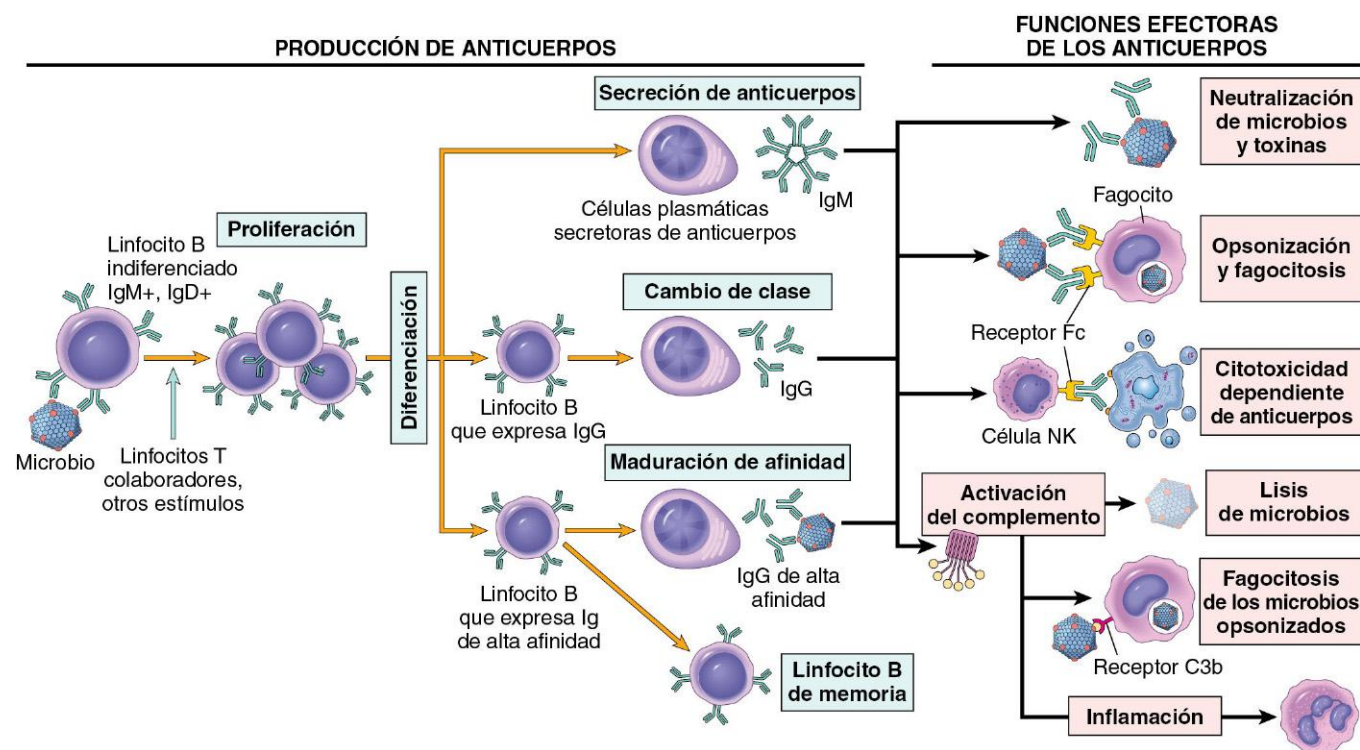 PRODUCCIÓN DE ANTICUERPOS
Secreción de anticuerpos
IgM
Células plasmáticas
secretoras de anticuerpos
Proliferación
Linfocito B
indiferenciado
IgM+, IgD+
Microbio
Linfocitos T
colaboradores,
otros estímulos
Diferenciación
Cambio de clase
IgG
Linfocito B
que expresa IgG
Maduración de afinidad
IgG de alta
afinidad
Linfocito B
que expresa Ig
de alta afinidad
Linfocito B
de memoria
FUNCIONES EFECTORAS
DE LOS ANTICUERPOS
Neutralización
de microbios
y toxinas
Fagocito
Opsonización
y fagocitosis
Receptor Fc
Célula NK
Citotoxicidad
dependiente
de anticuerpos
Activación
del complemento
Lisis
de microbios
Fagocitosis
de los microbios
opsonizados
Receptor C3b
Inflamación